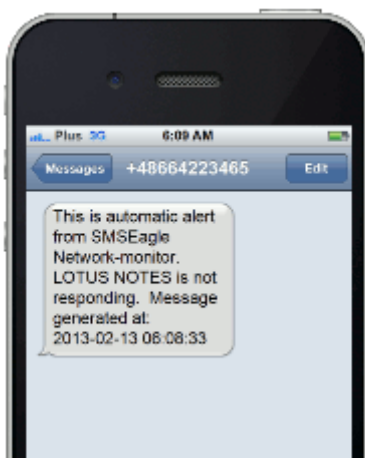 Plus 3G 6:09 AM
Messages +48664223465 Edit
This is automatic alert
from SMSEagle
Network-monitor.
LOTUS NOTES is not
responding. Message
generated at:
2013-02-13 06:08:33